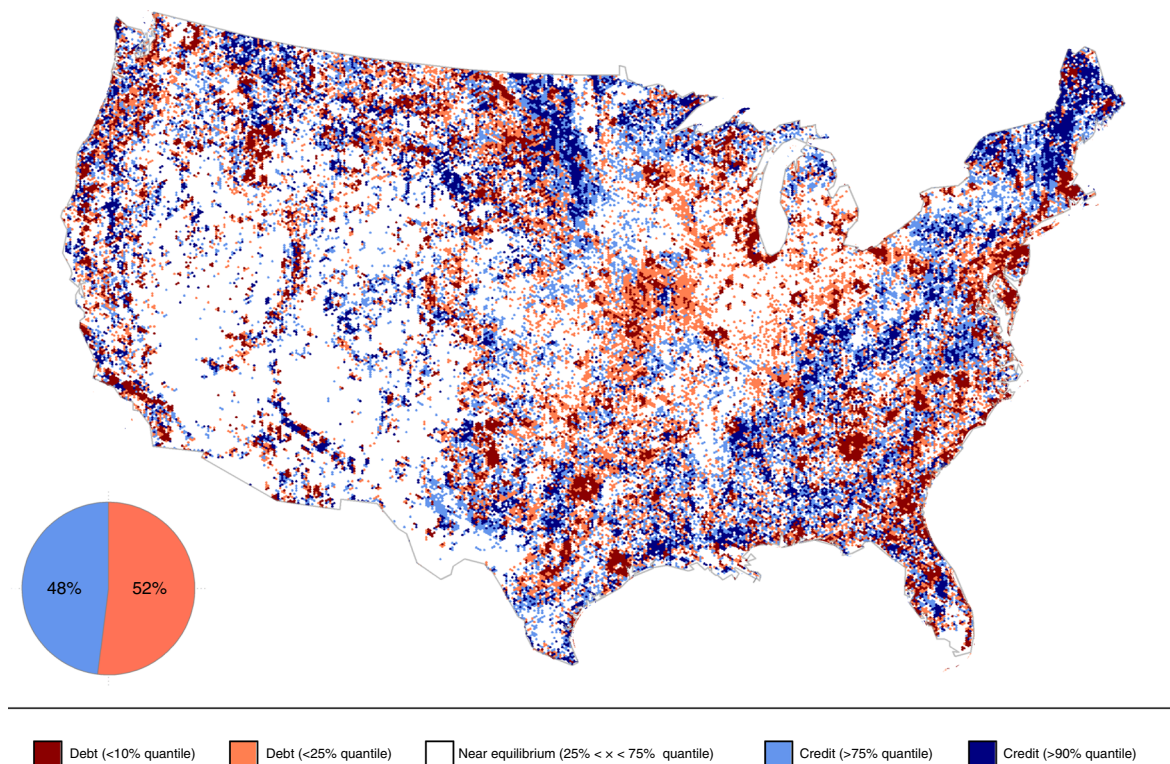 48%
52%
Debt (<10% quantile)
Debt (<25% quantile)
Near equilibrium (25% < × < 75% quantile)
Credit (>75% quantile)
Credit (>90% quantile)